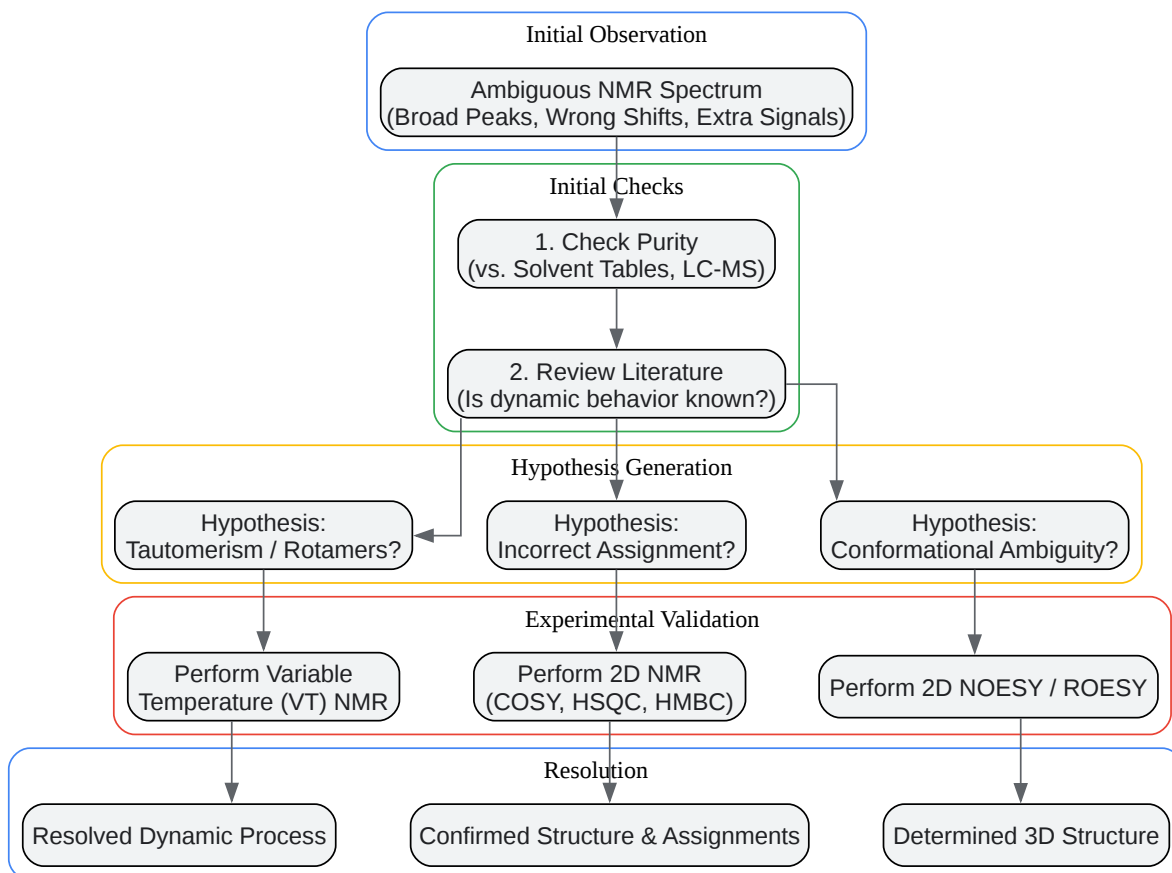 Initial Observation
Ambiguous NMR Spectrum
(Broad Peaks, Wrong Shifts, Extra Signals)
Initial Checks
1. Check Purity
(vs. Solvent Tables, LC-MS)
2. Review Literature
(Is dynamic behavior known?)
Hypothesis Generation
Hypothesis:
Tautomerism / Rotamers?
Hypothesis:
Incorrect Assignment?
Hypothesis:
Conformational Ambiguity?
Experimental Validation
Perform Variable
Temperature (VT) NMR
Perform 2D NMR
(COSY, HSQC, HMBC)
Perform 2D NOESY / ROESY
Resolution
Resolved Dynamic Process
Confirmed Structure & Assignments
Determined 3D Structure